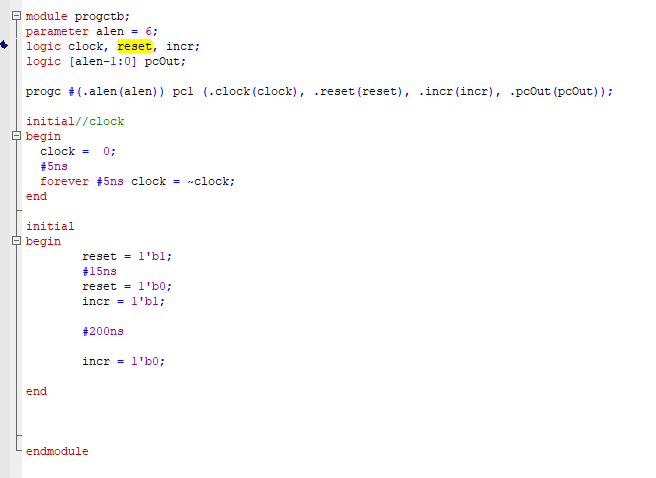 module progctb;
parameter alen = 6;
logic clock, reset, incr;
logic [alen-1:0] pcOut;
progc #(.alen(alen)) pc1 (.clock(clock), .reset(reset), .incr(incr), .pcOut(pcOut));
initial//clock
begin
clock =  0;
#5ns
forever #5ns clock = ~clock;
end
initial
begin
reset = 1'b1;
#15ns
reset = 1'b0;
incr = 1'b1;
#200ns
incr = 1'b0;
end
endmodule